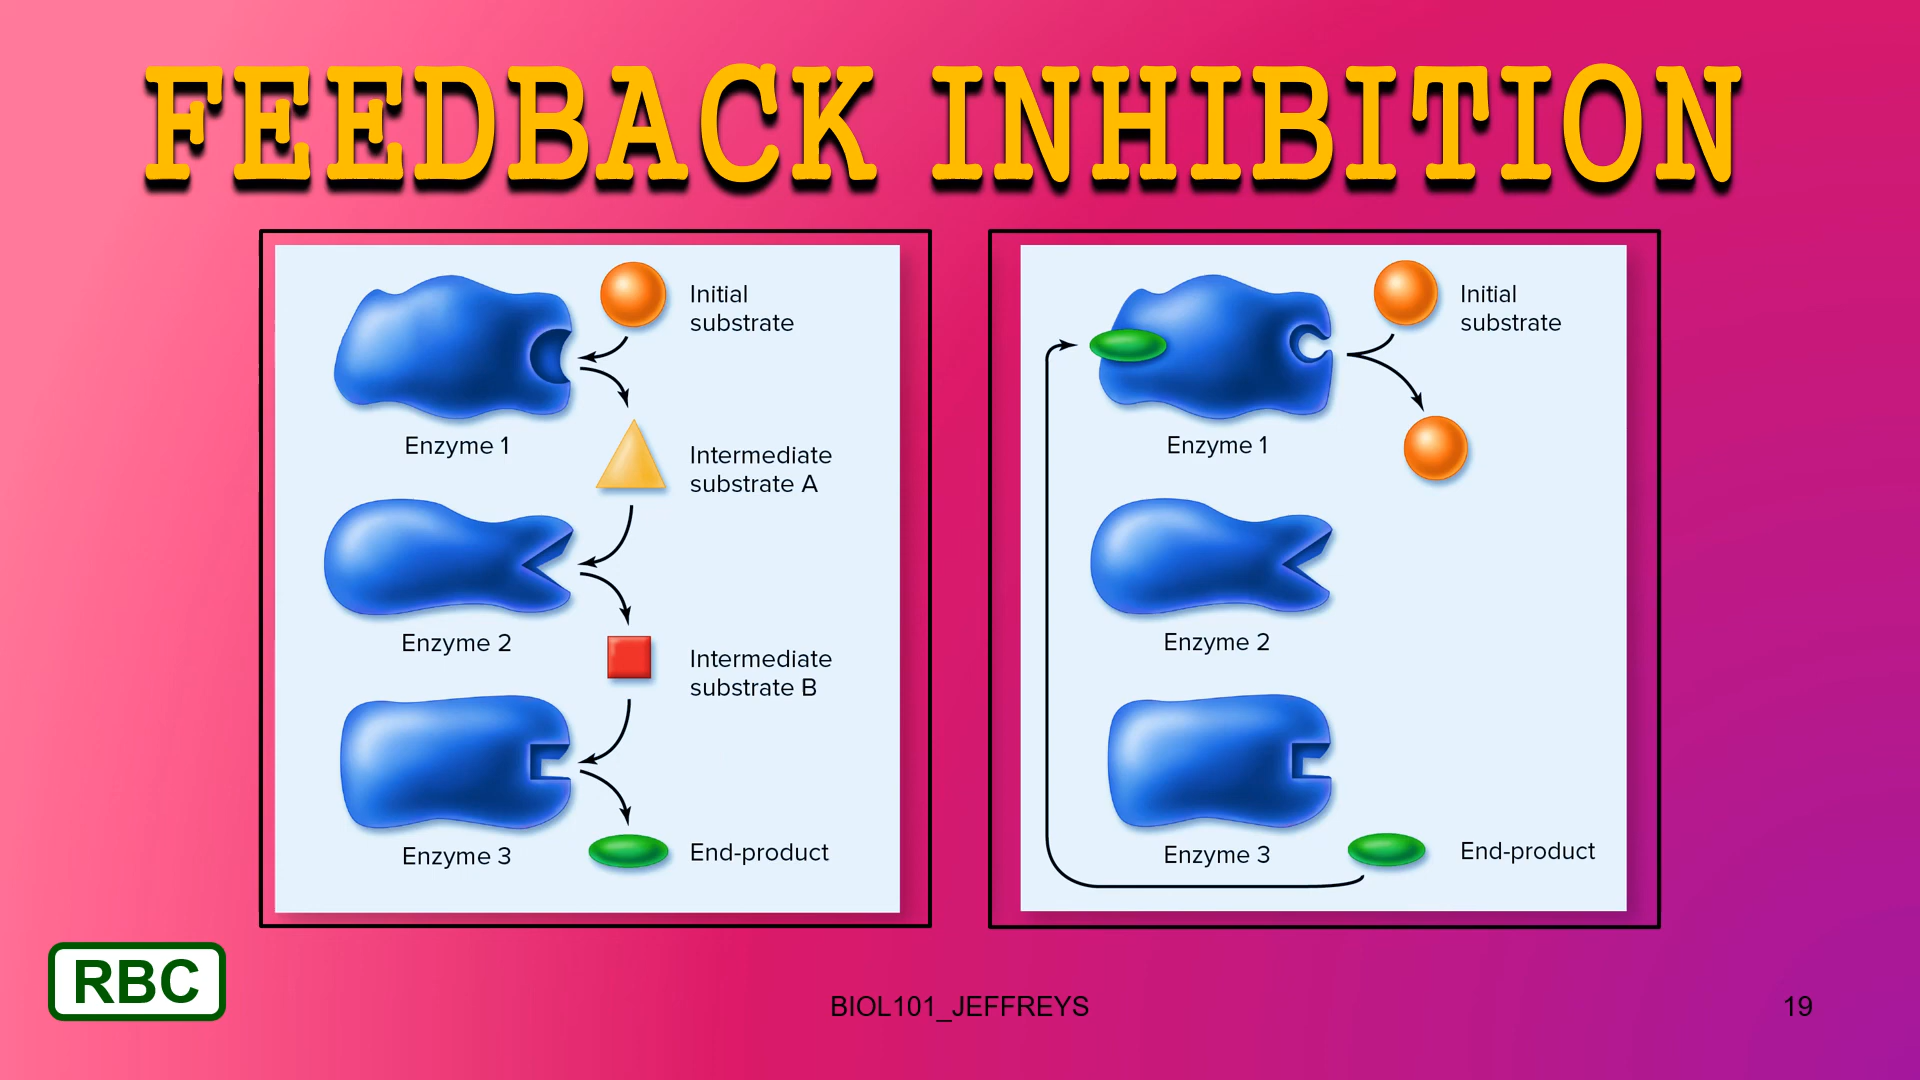 FEEDBACK INHIBITION
Initial
substrate
Enzyme 1
Intermediate
substrate A
Enzyme 2
Intermediate
substrate B
Enzyme 3
End-product
Initial
substrate
Enzyme 1
Enzyme 2
Enzyme 3
End-product
RBC
BIOL101_JEFFREYS
19